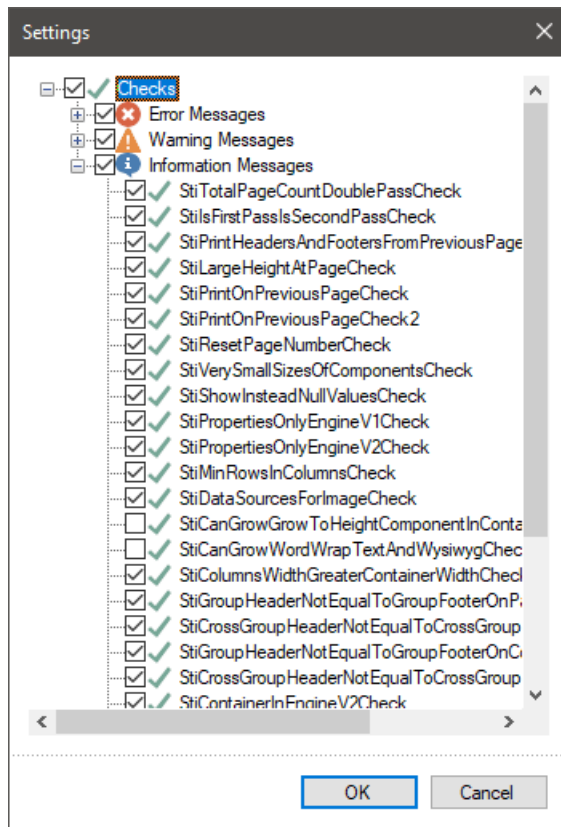 Settings
Checks
Error Messages
Warning Messages
Information Messages
StiTotalPageCountDoublePassCheck
StiIsFirstPassIsSecondPassCheck
StiPrintHeadersAndFootersFromPreviousPage
StiLargeHeightAtPageCheck
StiPrintOnPreviousPageCheck
StiPrintOnPreviousPageCheck2
StiResetPageNumberCheck
StiVerySmallSizesOfComponentsCheck
StiShowInsteadNullValuesCheck
StiPropertiesOnlyEngineV1Check
StiPropertiesOnlyEngineV2Check
StiMinRowsInColumnsCheck
StiDataSourcesForImageCheck
StiCanGrowGrowToHeightComponentInConta
StiCanGrowWordWrapTextAndWysiwygChec
StiColumnsWidthGreaterContainerWidthCheck
StiGroupHeaderNotEqualToGroupFooterOnPa
StiCrossGroupHeaderNotEqualToCrossGroup
StiGroupHeaderNotEqualToGroupFooterOnCo
StiCrossGroupHeaderNotEqualToCrossGroup
StiContainerInEngineV2Check
OK
Cancel